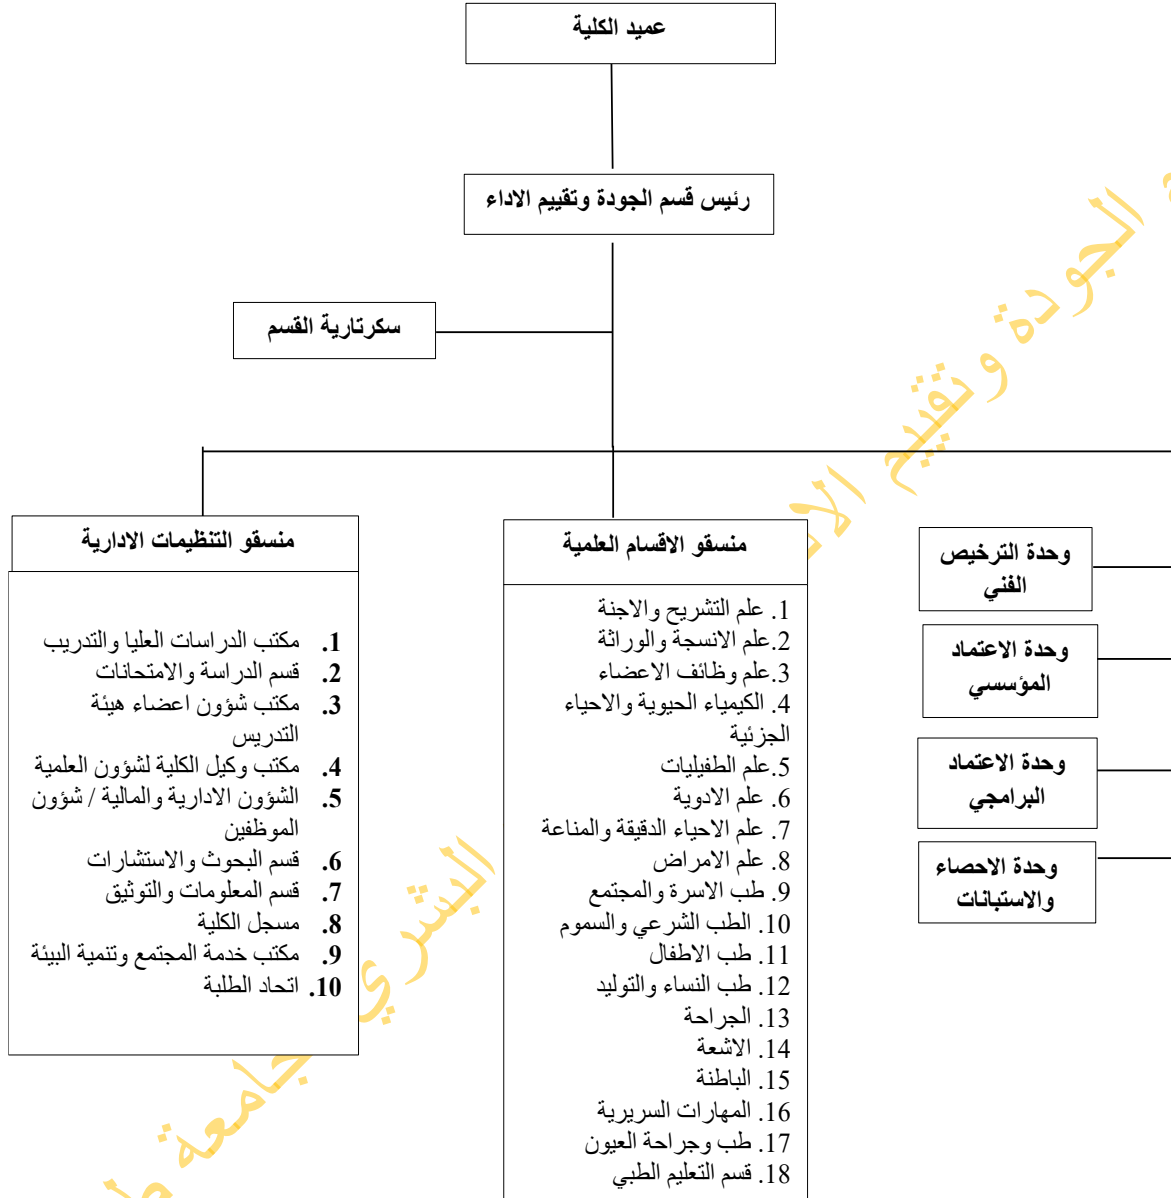 عميد الكلية
رئيس قسم الجودة وتقييم الاداء
سكرتارية القسم
وحدة الترخيص
الفني
وحدة الاعتماد
المؤسسي
وحدة الاعتماد
البرامجي
وحدة الاحصاء
والاستبانات
منسقو الاقسام العلمية
1. علم التشريح والاجنة
2.علم الانسجة والوراثة
3.علم وظائف الاعضاء
4. الكيمياء الحيوية والاحياء
الجزئية
5.علم الطفيليات
6. علم الادوية
7. علم الاحياء الدقيقة والمناعة
8. علم الامراض
9. طب الاسرة والمجتمع
10. الطب الشرعي والسموم
11. طب الاطفال
12. طب النساء والتوليد
13. الجراحة
14. الاشعة
15. الباطنة
16. المهارات السريرية
17. طب وجراحة العيون
18. قسم التعليم الطبي
منسقو التنظيمات الادارية
1. مكتب الدراسات العليا والتدريب
2. قسم الدراسة والامتحانات
3. مكتب شؤون اعضاء هيئة
التدريس
4. مكتب وكيل الكلية لشؤون العلمية
5. الشؤون الادارية والمالية / شؤون
الموظفين
6. قسم البحوث والاستشارات
7. قسم المعلومات والتوثيق
8. مسجل الكلية
9. مكتب خدمة المجتمع وتنمية البيئة
10. اتحاد الطلبة
الجودة وتقييم
البشري جامعة